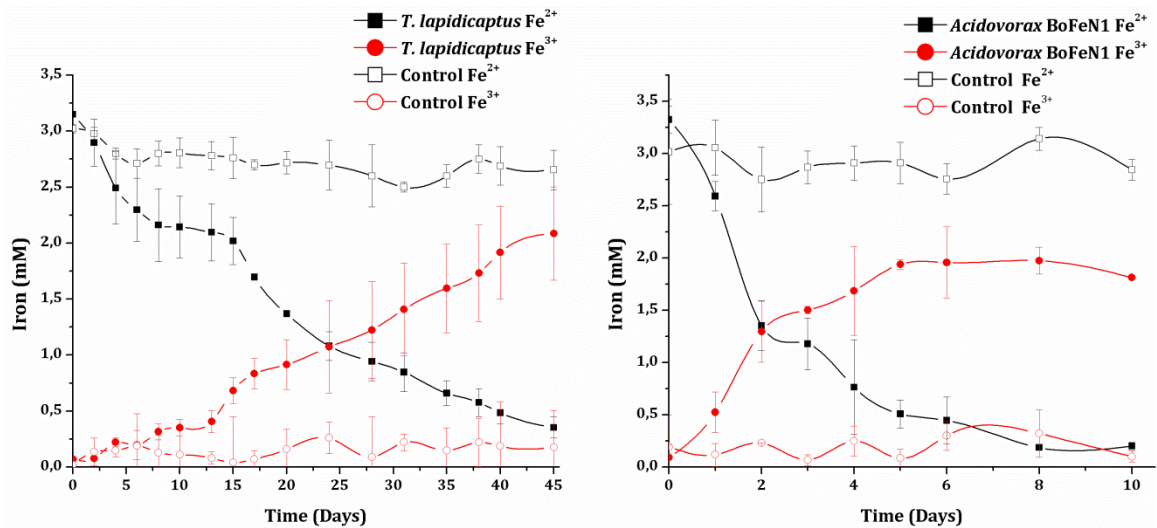 T. lapidicaptus Fe²⁺
T. lapidicaptus Fe³⁺
Control Fe²⁺
Control Fe³⁺
3,5
3,0
2,5
2,0
1,5
1,0
0,5
0,0
Iron (mM)
0 5 10 15 20 25 30 35 40 45
Time (Days)
Acidovorax BoFeN1 Fe²⁺
Acidovorax BoFeN1 Fe³⁺
Control Fe²⁺
Control Fe³⁺
3,5
3,0
2,5
2,0
1,5
1,0
0,5
0,0
Iron (mM)
0 2 4 6 8 10
Time (Days)